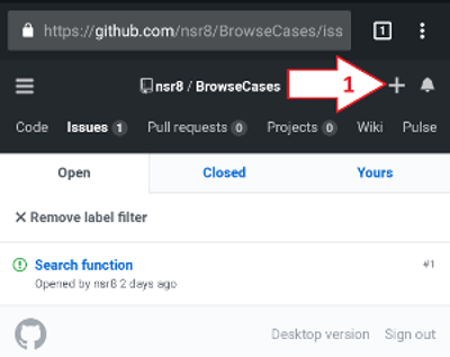 https://github.com/nsr8/BrowseCases/iss
1
nsr8 / BrowseCases
1
Code Issues 1 Pull requests 0 Projects 0 Wiki Pulse
Open Closed Yours
Remove label filter
Search function #1
Opened by nsr8 2 days ago
Desktop version Sign out